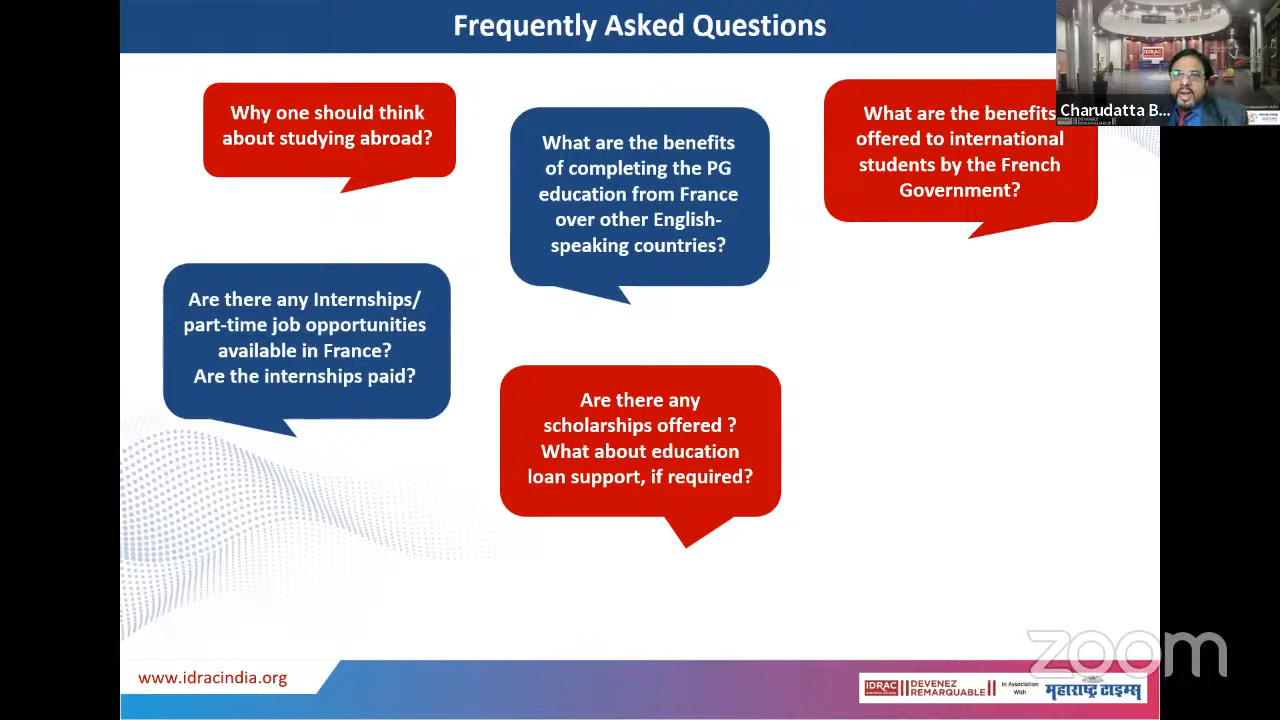 Frequently Asked Questions
Why one should think
about studying abroad?
What are the benefits
of completing the PG
education from France
over other English-
speaking countries?
What are the benefits
offered to international
students by the French
Government?
Charudatta B...
Are there any Internships/
part-time job opportunities
available in France?
Are the internships paid?
Are there any
scholarships offered ?
What about education
loan support, if required?
zoom
www.idracindia.org
IDRAC
DEVENEZ
REMARQUABLE
In Association
With
महाराष्ट्र टाइम्स